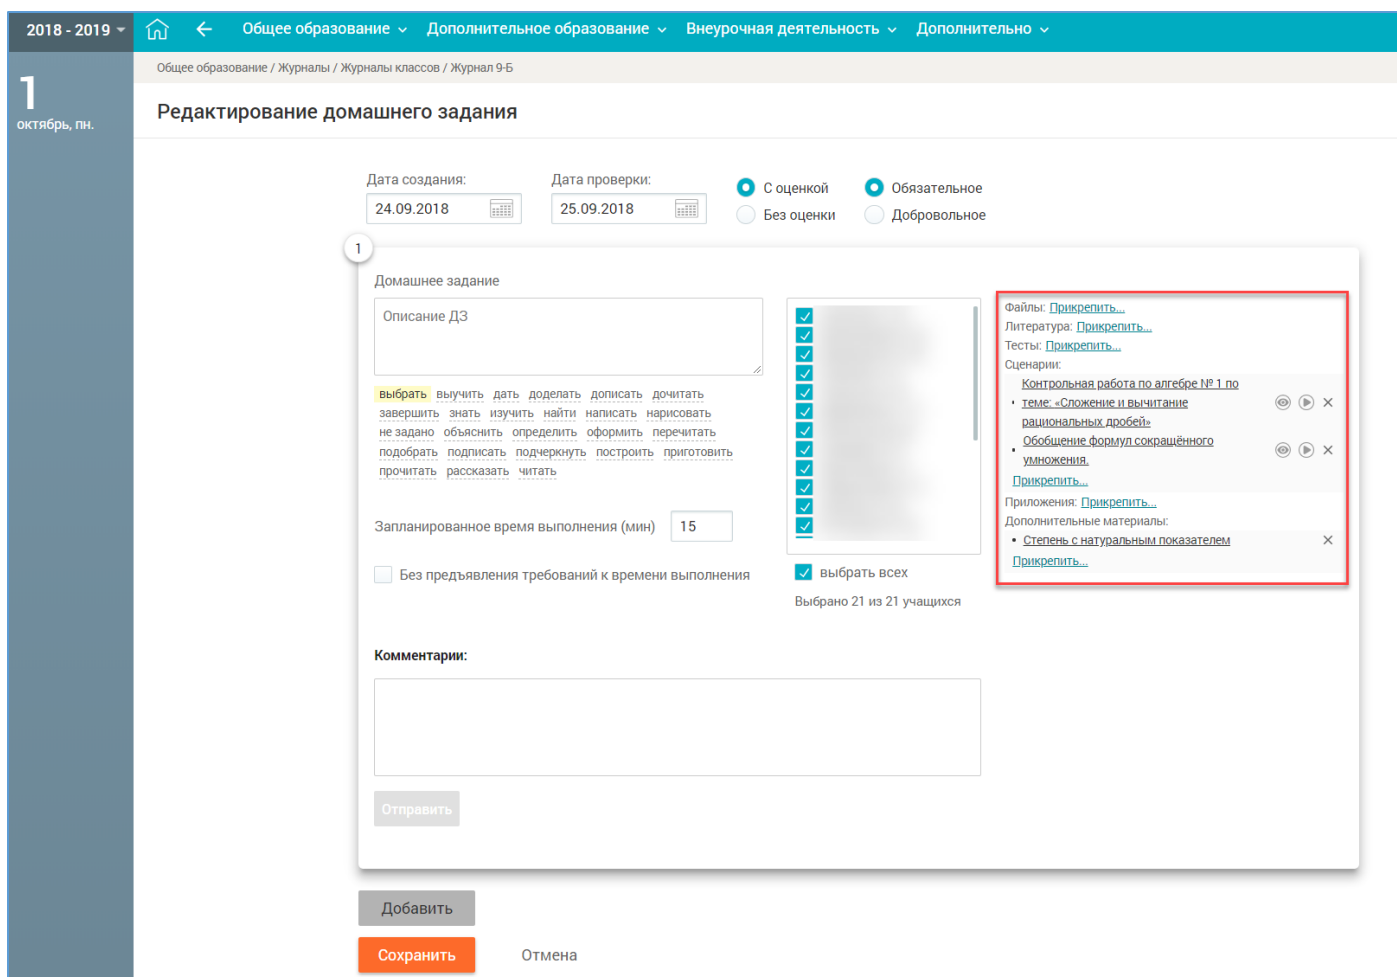 2018 - 2019
Общее образование Дополнительное образование Внеурочная деятельность Дополнительно
1
октябрь, пн.
Общее образование / Журналы / Журналы классов / Журнал 9-Б
Редактирование домашнего задания
Дата создания:
24.09.2018
Дата проверки:
25.09.2018
С оценкой
Без оценки
Обязательное
Добровольное
1
Домашнее задание
Описание ДЗ
выбрать выучить дать доделать дописать дочитать
завершить знать изучить найти написать нарисовать
не задано объяснить определить оформить перечитать
подобрать подписать подчеркнуть построить приготовить
прочитать рассказать читать
Запланированное время выполнения (мин) 15
Без предъявления требований к времени выполнения
выбрать всех
Выбрано 21 из 21 учащихся
Файлы: Прикрепить...
Литература: Прикрепить...
Тесты: Прикрепить...
Сценарии:
Контрольная работа по алгебре № 1 по
теме: «Сложение и вычитание
рациональных дробей»
Обобщение формул сокращённого
умножения.
Прикрепить...
Приложения: Прикрепить...
Дополнительные материалы:
• Степень с натуральным показателем
Прикрепить...
Комментарии:
Отправить
Добавить
Сохранить
Отмена